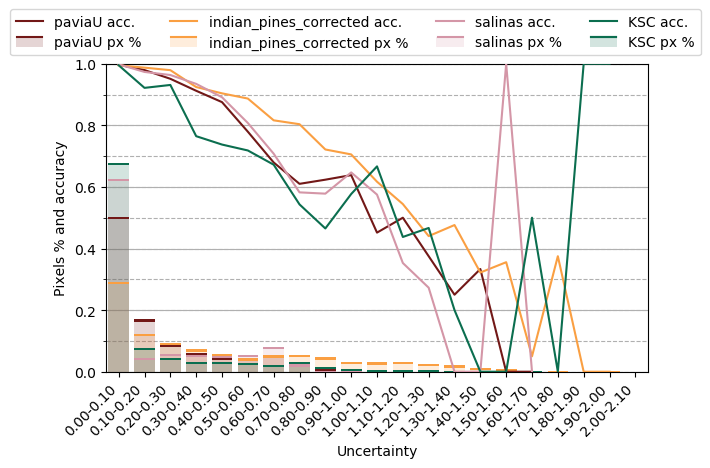 paviaU acc. indian_pines_corrected acc. salinas acc. KSC acc.
paviaU px % indian_pines_corrected px % salinas px % KSC px %
1.0
0.8
0.6
0.4
0.2
0.0
Pixels % and accuracy
0.00-0.10 0.10-0.20 0.20-0.30 0.30-0.40 0.40-0.50 0.50-0.60 0.60-0.70 0.70-0.80 0.80-0.90 0.90-1.00 1.00-1.10 1.10-1.20 1.20-1.30 1.30-1.40 1.40-1.50 1.50-1.60 1.60-1.70 1.70-1.80 1.80-1.90 1.90-2.00 2.00-2.10
Uncertainty